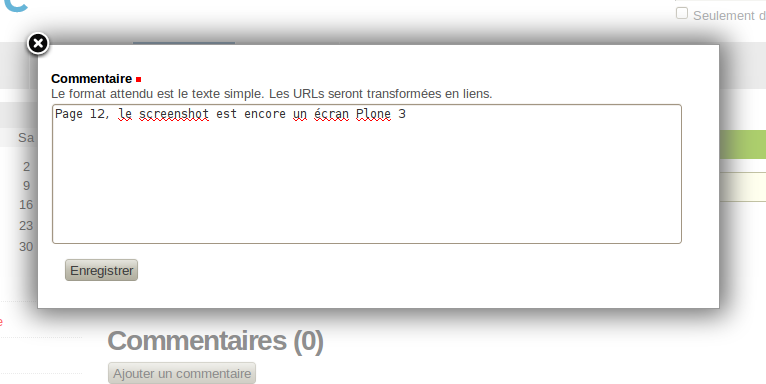 Seulement d
Commentaire
Le format attendu est le texte simple. Les URLs seront transformées en liens.
Page 12, le screenshot est encore un écran Plone 3
Sa
2
9
16
23
30
Enregistrer
e
Commentaires (0)
Ajouter un commentaire